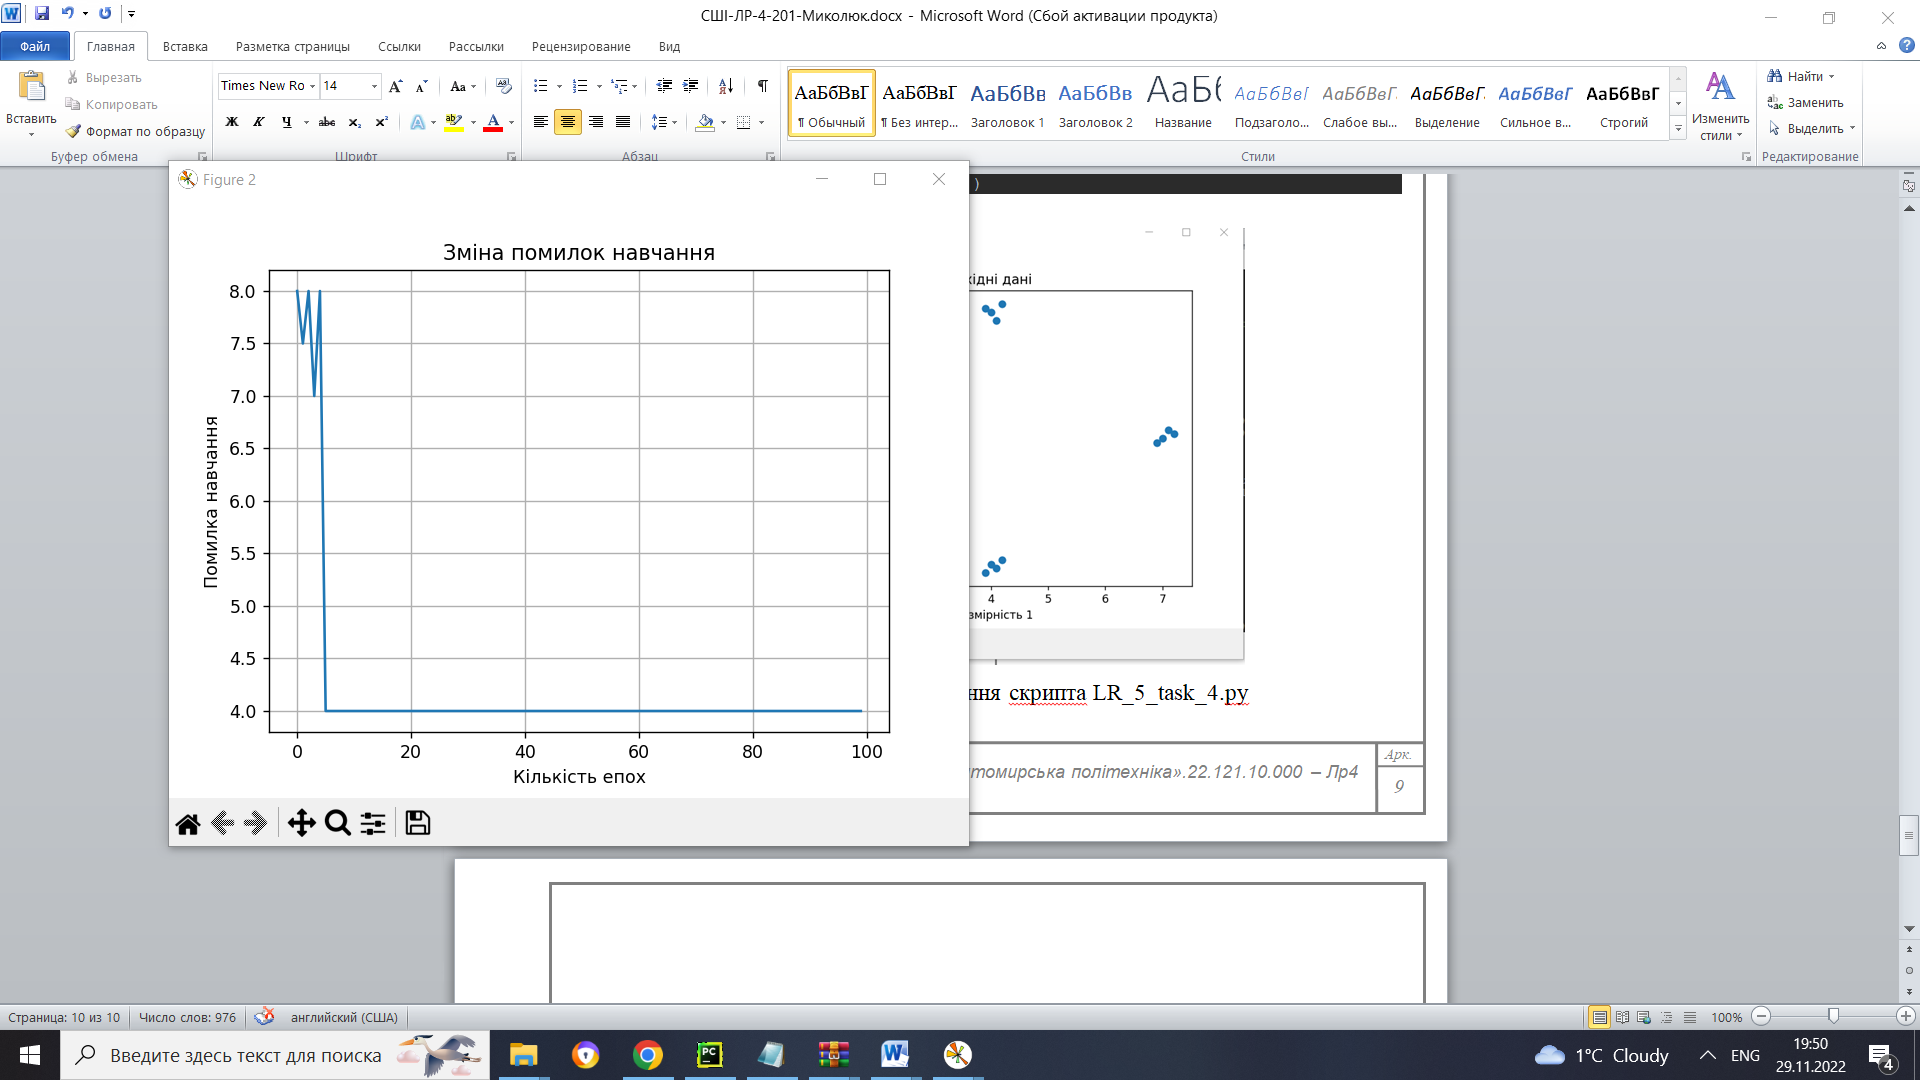 СШІ-ЛР-4-201-Миколюк.docx - Microsoft Word (Сбой активации продукта)
Файл Главная Вставка Разметка страницы Ссылки Рассылки Рецензирование Вид
Вставить
Вырезать
Копировать
Формат по образцу
Буфер обмена
Times New Ro 14
Ж К Ч abc x₂ x²
Шрифт
Абзац
АаБбВвГ АаБбВвГ АаБбВв АаБбВв АаБб АаБбВвГ АаБбВвГ АаБбВвГ АаБбВвГ АаБбВвГ
¶ Обычный ¶ Без интер... Заголовок 1 Заголовок 2 Название Подзаголо... Слабое вы... Выделение Сильное в... Строгий
Стили
Изменить стили
Найти
Заменить
Выделить
Редактирование
Figure 2
Зміна помилок навчання
8.0
7.5
7.0
6.5
6.0
5.5
5.0
4.5
4.0
Помилка навчання
0 20 40 60 80 100
Кількість епох
)
хідні дані
4 5 6 7
змірність 1
ння скрипта LR_5_task_4.py
томирська політехніка».22.121.10.000 – Лр4
Арк.
9
Страница: 10 из 10 Число слов: 976 английский (США) 100%
Введите здесь текст для поиска
1°C Cloudy ENG
19:50
29.11.2022
4